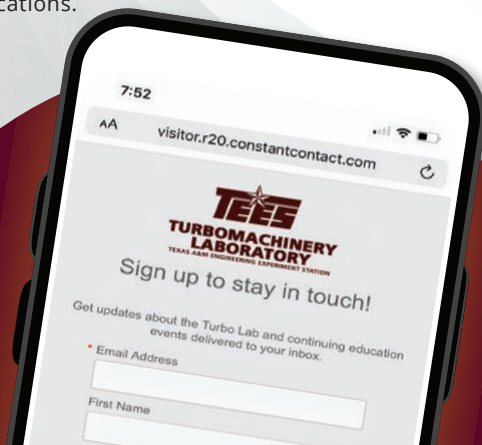 cations.
7:52
AA
visitor.r20.constantcontact.com
TEES
TURBOMACHINERY
LABORATORY
TEXAS A&M ENGINEERING EXPERIMENT STATION
Sign up to stay in touch!
Get updates about the Turbo Lab and continuing education
events delivered to your inbox.
* Email Address
First Name